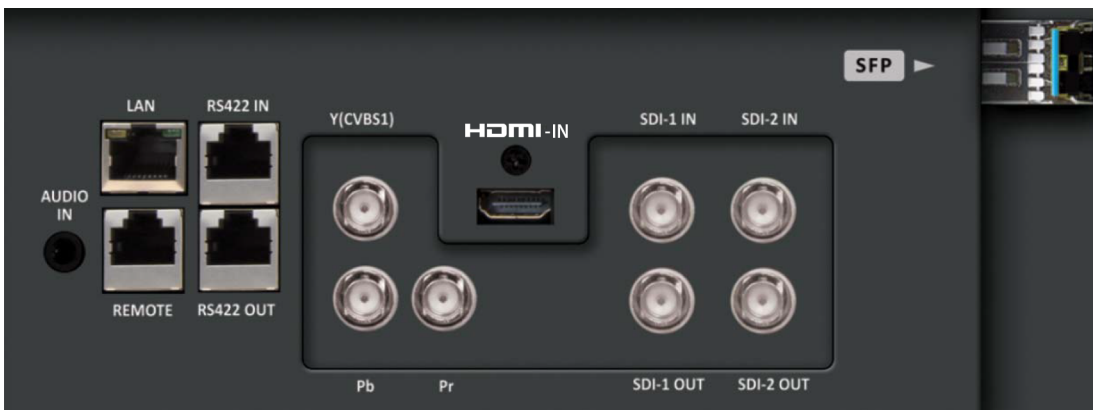 SFP
LAN
RS422 IN
Y(CVBS1)
HDMI-IN
SDI-1 IN
SDI-2 IN
AUDIO
IN
REMOTE
RS422 OUT
Pb
Pr
SDI-1 OUT
SDI-2 OUT